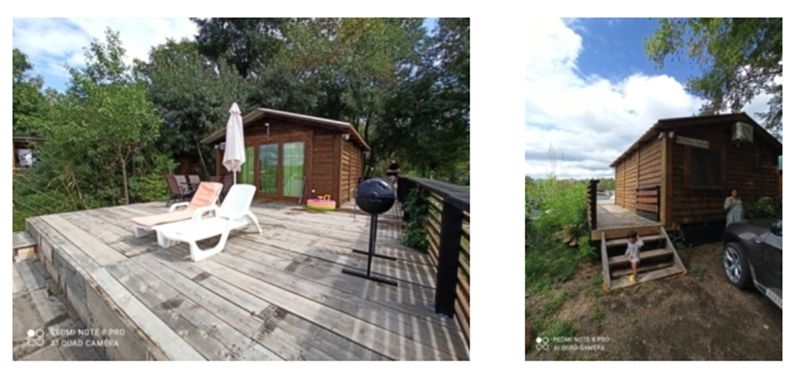 REDMI NOTE 8 PRO
AI QUAD CAMERA
REDMI NOTE 8 PRO
AI QUAD CAMERA